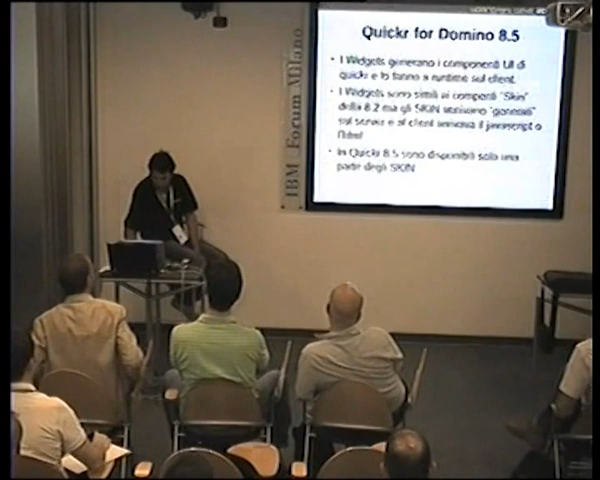 Quickr for Domino 8.5
• I Widgets generano i componenti UI di
quickr e lo fanno a runtime sul client.
• I Widgets sono simili ai componti "Skin"
della 8.2 ma gli SKIN venivano "generati"
sul server e al client arrivava il javascript o
l'html
• In Quickr 8.5 sono disponibili solo una
parte degli SKIN
IBM Forum Milano